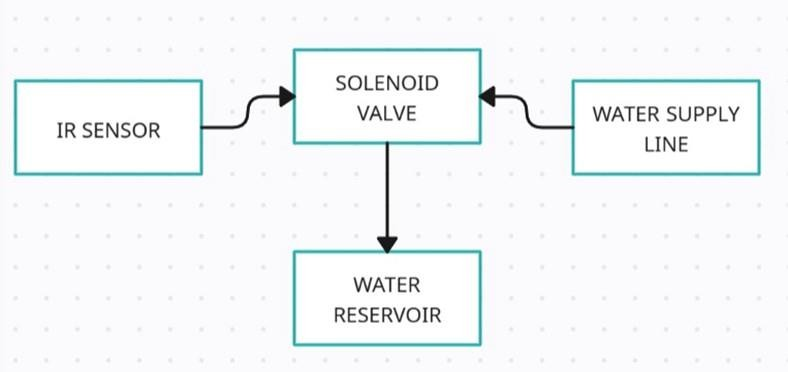 IR SENSOR
SOLENOID
VALVE
WATER SUPPLY
LINE
WATER
RESERVOIR